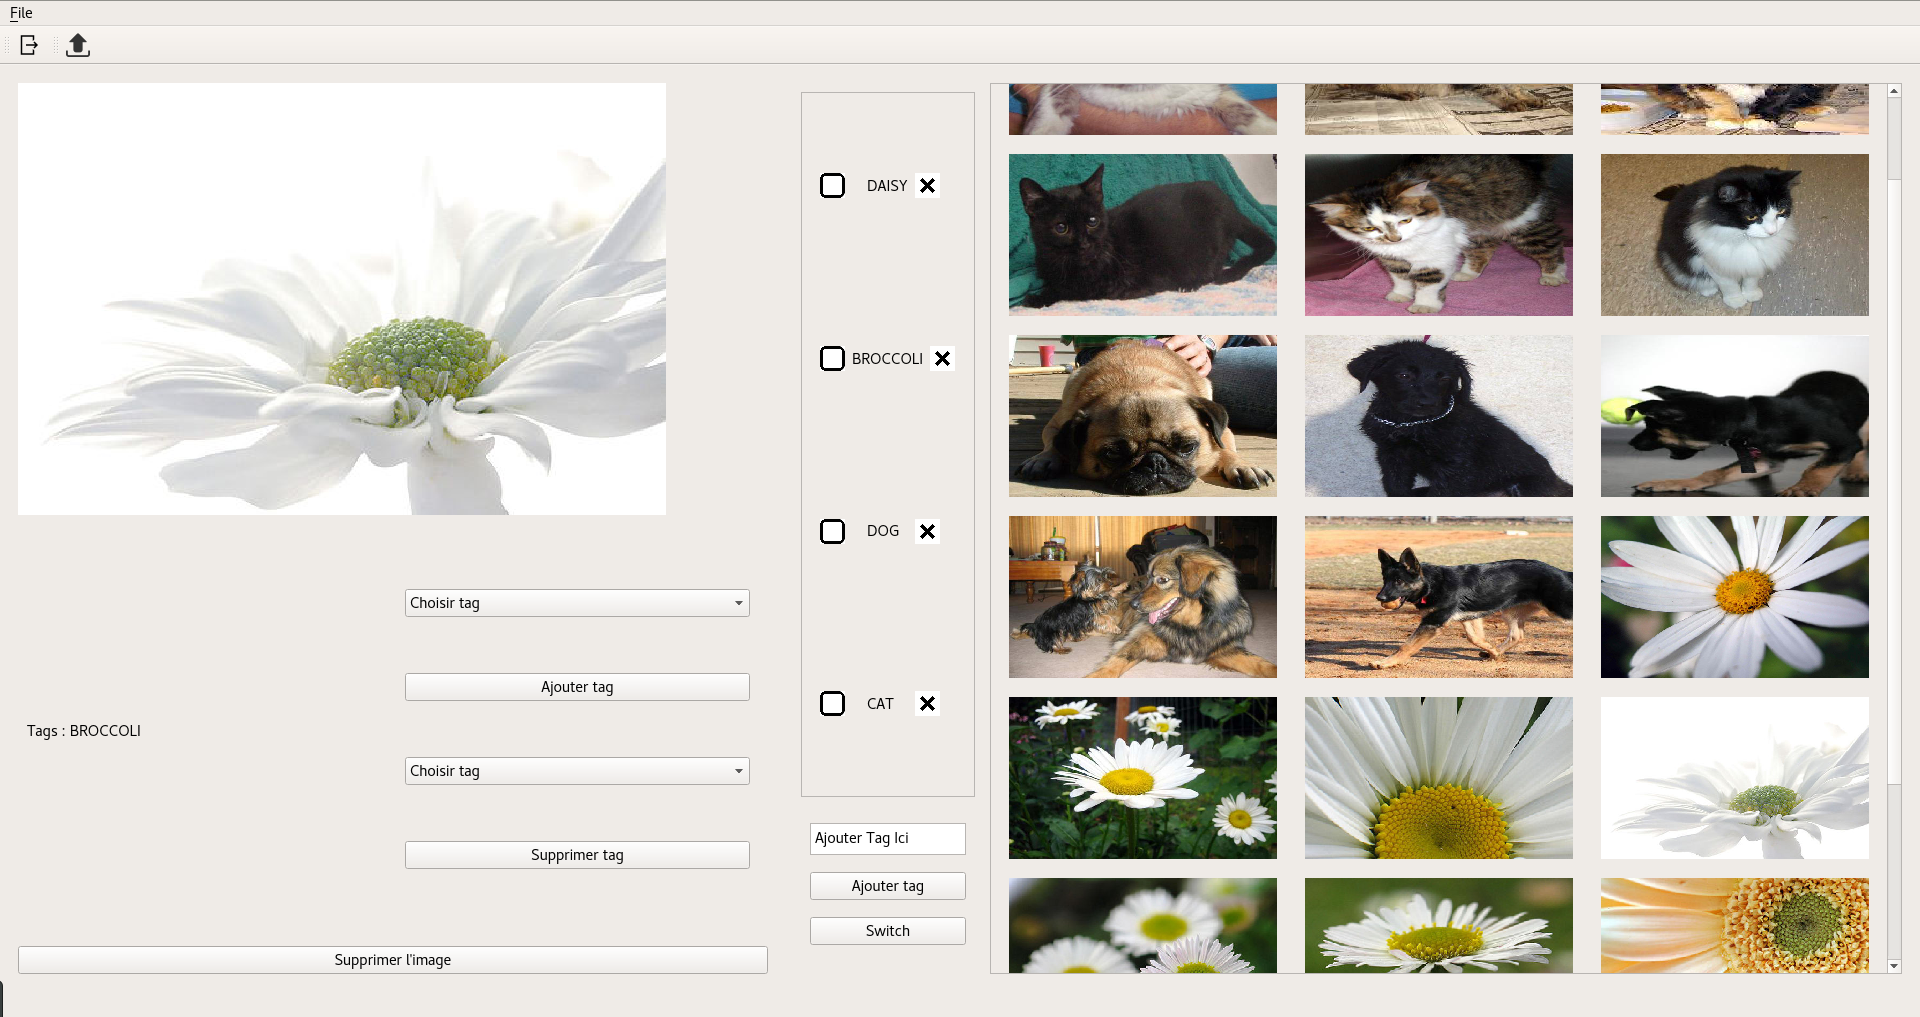 File
DAISY
BROCCOLI
DOG
CAT
Choisir tag
Ajouter tag
Tags : BROCCOLI
Choisir tag
Supprimer tag
Supprimer l'image
Ajouter Tag Ici
Ajouter tag
Switch